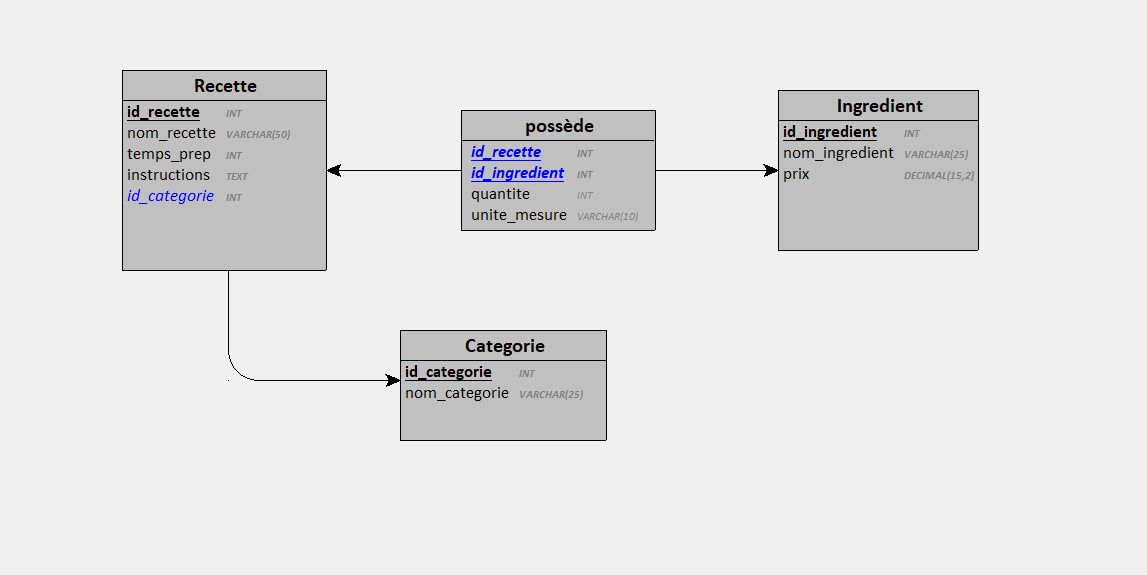 Recette
id_recette INT
nom_recette VARCHAR(50)
temps_prep INT
instructions TEXT
id_categorie INT
possède
id_recette INT
id_ingredient INT
quantite INT
unite_mesure VARCHAR(10)
Ingredient
id_ingredient INT
nom_ingredient VARCHAR(25)
prix DECIMAL(15,2)
Categorie
id_categorie INT
nom_categorie VARCHAR(25)